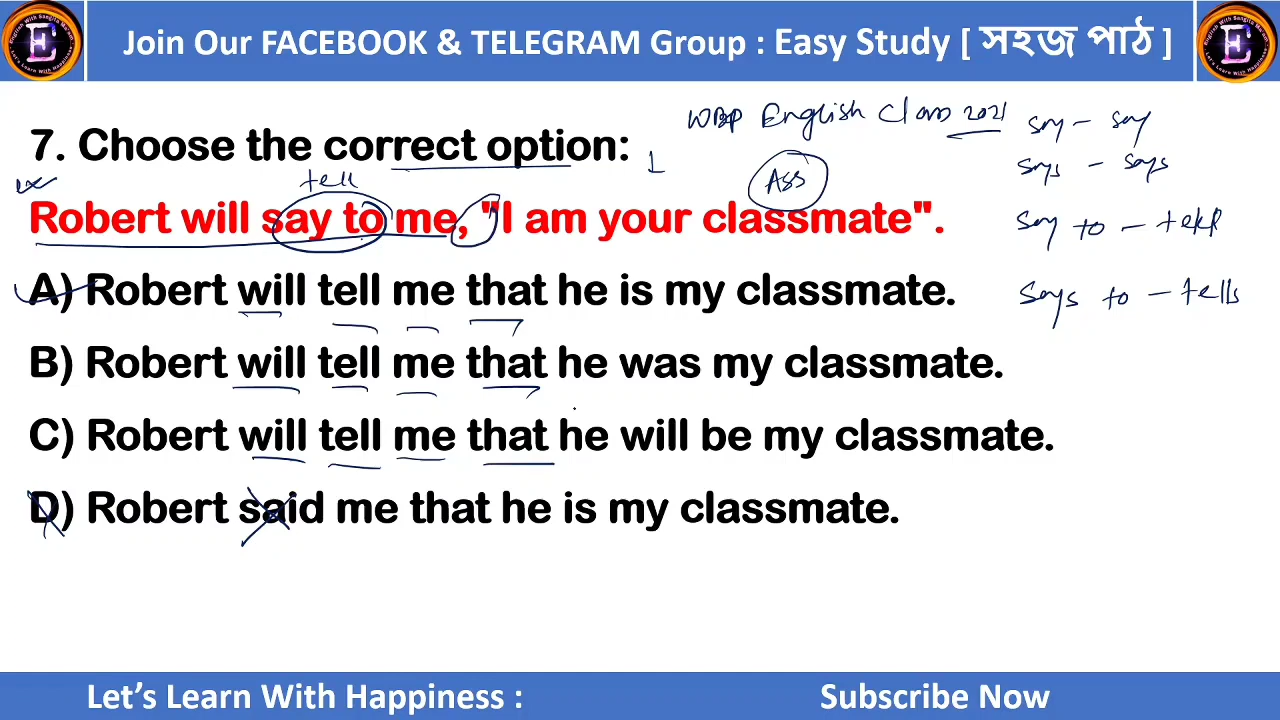 Join Our FACEBOOK & TELEGRAM Group : Easy Study [ সহজ পাঠ ]
E
E
WBP English Class 2021
say - say
7. Choose the correct option:
says - says
tell
Ass
Robert will say to me, "I am your classmate".
say to - tell
A) Robert will tell me that he is my classmate.
says to - tells
B) Robert will tell me that he was my classmate.
C) Robert will tell me that he will be my classmate.
D) Robert said me that he is my classmate.
Let's Learn With Happiness :
Subscribe Now